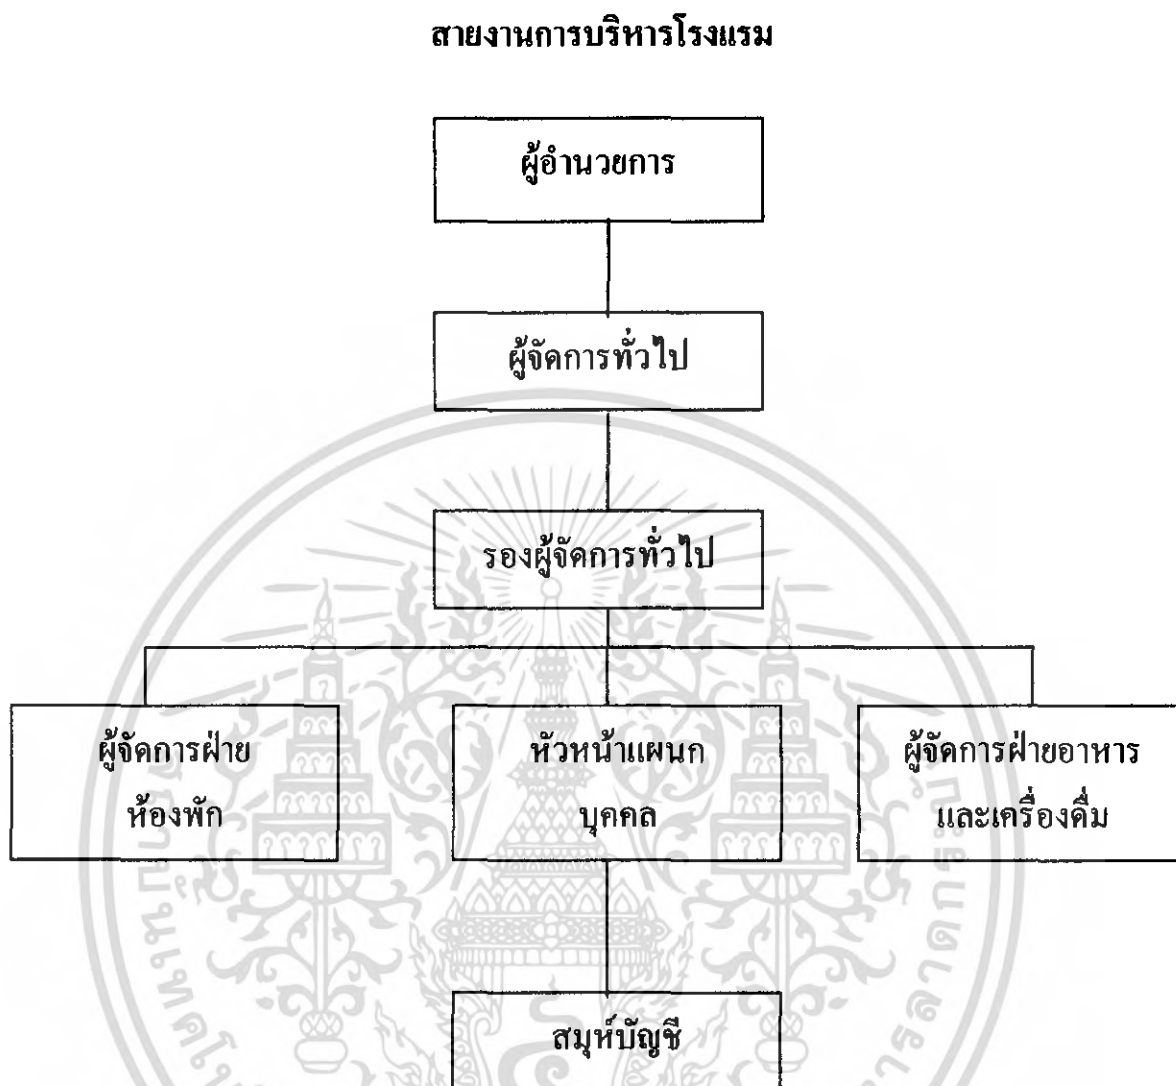 สายงานการบริหารโรงแรม
ผู้อำนวยการ
ผู้จัดการทั่วไป
รองผู้จัดการทั่วไป
ผู้จัดการฝ่าย
ห้องพัก
หัวหน้าแผนก
บุคคล
ผู้จัดการฝ่ายอาหาร
และเครื่องดื่ม
สมุห์บัญชี